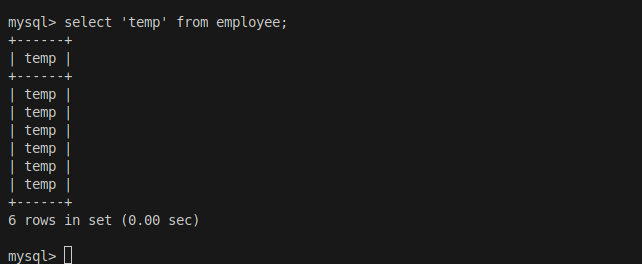 mysql> select 'temp' from employee;
+------+
| temp |
+------+
| temp |
| temp |
| temp |
| temp |
| temp |
| temp |
+------+
6 rows in set (0.00 sec)
mysql>